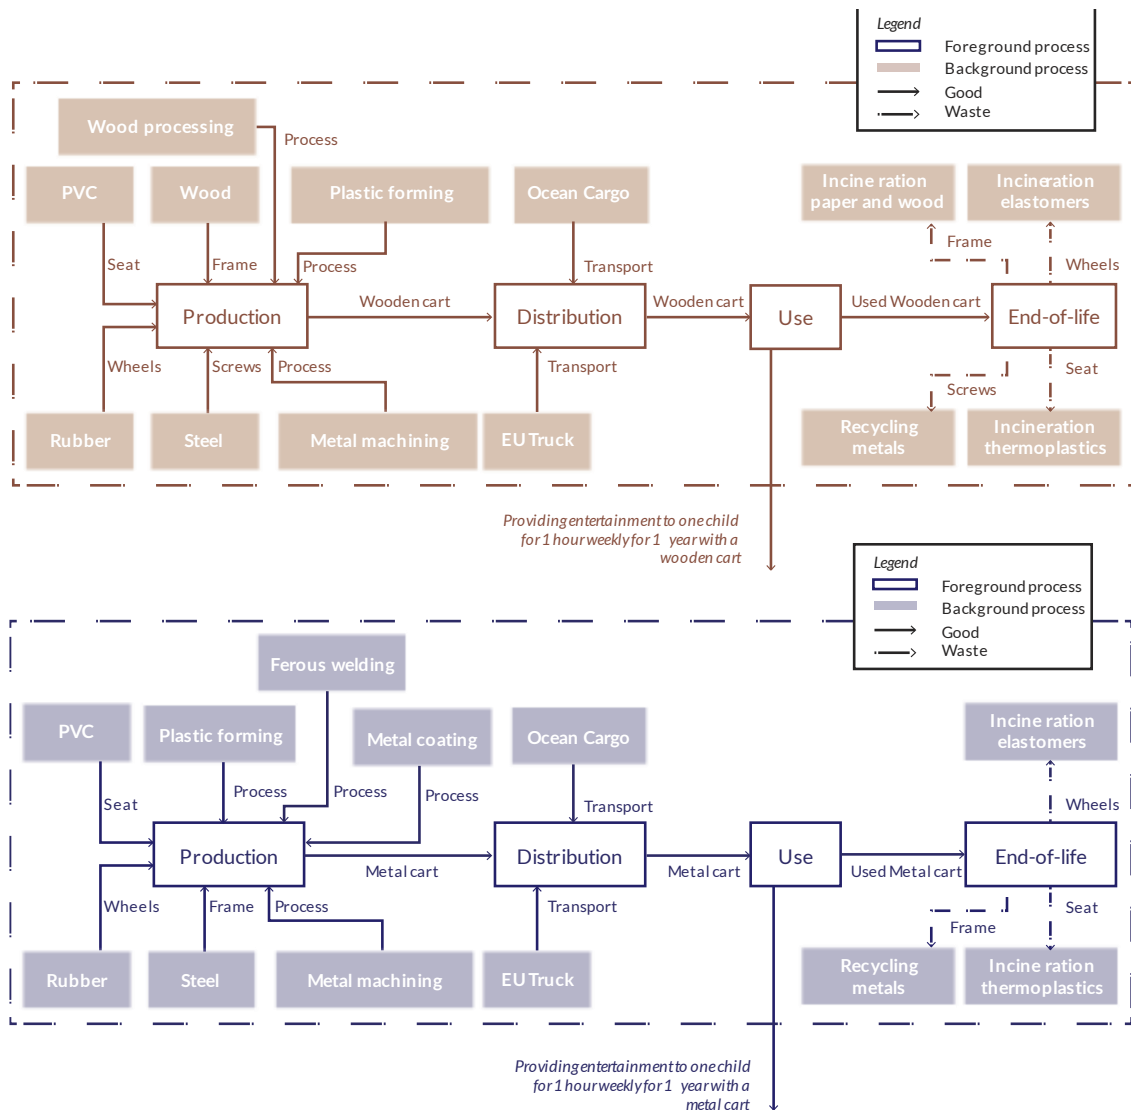 Legend
Foreground process
Background process
Good
Waste
Wood processing
Process
PVC
Wood
Plastic forming
Ocean Cargo
Incine ration
paper and wood
Incineration
elastomers
Seat
Frame
Process
Transport
Frame
Wheels
Production
Wooden cart
Distribution
Wooden cart
Use
Used Wooden cart
End-of-life
Wheels
Screws
Process
Transport
Screws
Seat
Rubber
Steel
Metal machining
EU Truck
Recycling
metals
Incineration
thermoplastics
Providing entertainment to one child
for 1 hour weekly for 1 year with a
wooden cart
Legend
Foreground process
Background process
Good
Waste
Ferous welding
PVC
Plastic forming
Metal coating
Ocean Cargo
Incine ration
elastomers
Seat
Process
Process
Process
Transport
Wheels
Production
Metal cart
Distribution
Metal cart
Use
Used Metal cart
End-of-life
Wheels
Frame
Process
Transport
Frame
Seat
Rubber
Steel
Metal machining
EU Truck
Recycling
metals
Incine ration
thermoplastics
Providing entertainment to one child
for 1 hour weekly for 1 year with a
metal cart